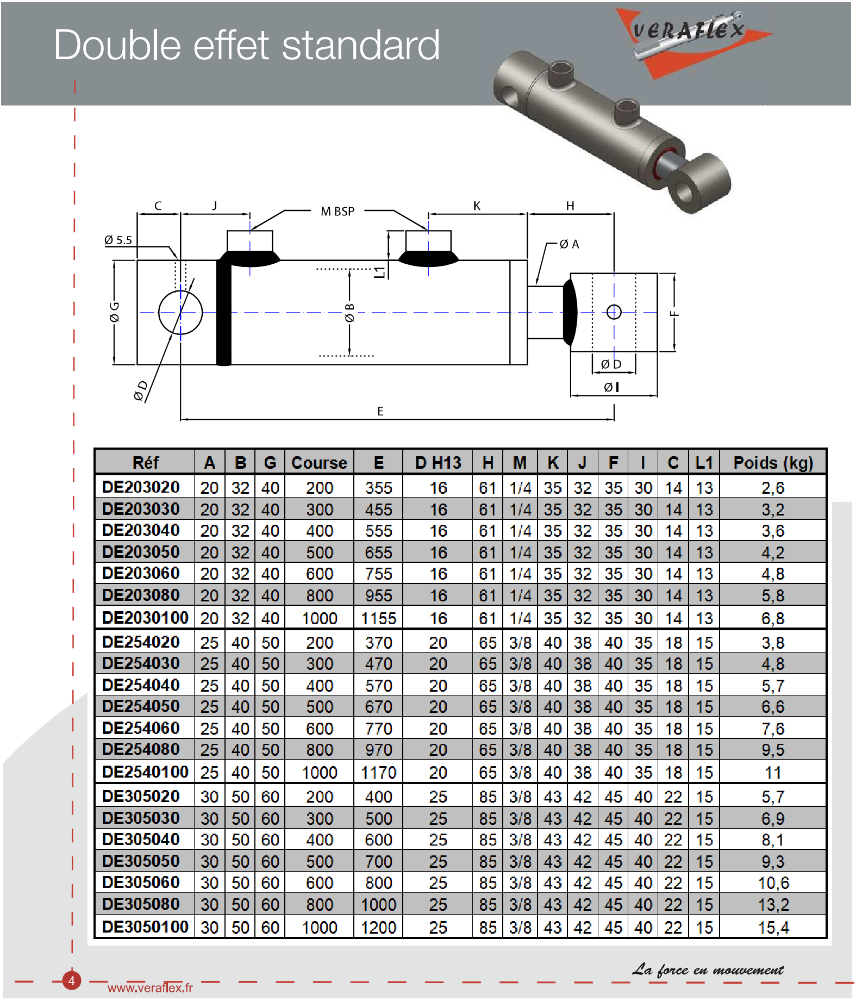 Double effet standard
VERAFLEX
C J M BSP K H
Ø 5.5
Ø A
L1
Ø G
Ø B
F
Ø D
Ø D
Ø I
E
Réf A B G Course E D H13 H M K J F I C L1 Poids (kg)
DE203020 20 32 40 200 355 16 61 1/4 35 32 35 30 14 13 2,6
DE203030 20 32 40 300 455 16 61 1/4 35 32 35 30 14 13 3,2
DE203040 20 32 40 400 555 16 61 1/4 35 32 35 30 14 13 3,6
DE203050 20 32 40 500 655 16 61 1/4 35 32 35 30 14 13 4,2
DE203060 20 32 40 600 755 16 61 1/4 35 32 35 30 14 13 4,8
DE203080 20 32 40 800 955 16 61 1/4 35 32 35 30 14 13 5,8
DE2030100 20 32 40 1000 1155 16 61 1/4 35 32 35 30 14 13 6,8
DE254020 25 40 50 200 370 20 65 3/8 40 38 40 35 18 15 3,8
DE254030 25 40 50 300 470 20 65 3/8 40 38 40 35 18 15 4,8
DE254040 25 40 50 400 570 20 65 3/8 40 38 40 35 18 15 5,7
DE254050 25 40 50 500 670 20 65 3/8 40 38 40 35 18 15 6,6
DE254060 25 40 50 600 770 20 65 3/8 40 38 40 35 18 15 7,6
DE254080 25 40 50 800 970 20 65 3/8 40 38 40 35 18 15 9,5
DE2540100 25 40 50 1000 1170 20 65 3/8 40 38 40 35 18 15 11
DE305020 30 50 60 200 400 25 85 3/8 43 42 45 40 22 15 5,7
DE305030 30 50 60 300 500 25 85 3/8 43 42 45 40 22 15 6,9
DE305040 30 50 60 400 600 25 85 3/8 43 42 45 40 22 15 8,1
DE305050 30 50 60 500 700 25 85 3/8 43 42 45 40 22 15 9,3
DE305060 30 50 60 600 800 25 85 3/8 43 42 45 40 22 15 10,6
DE305080 30 50 60 800 1000 25 85 3/8 43 42 45 40 22 15 13,2
DE3050100 30 50 60 1000 1200 25 85 3/8 43 42 45 40 22 15 15,4
La force en mouvement
4
www.veraflex.fr